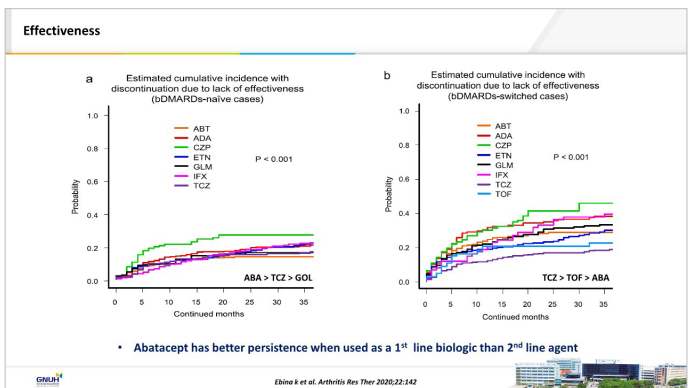 Effectiveness
a
Estimated cumulative incidence with
discontinuation due to lack of effectiveness
(bDMARDs-naïve cases)
1.0
0.8
0.6
0.4
0.2
0.0
Probability
ABT
ADA
CZP
ETN
GLM
IFX
TCZ
P < 0.001
ABA > TCZ > GOL
0 5 10 15 20 25 30 35
Continued months
b
Estimated cumulative incidence with
discontinuation due to lack of effectiveness
(bDMARDs-switched cases)
1.0
0.8
0.6
0.4
0.2
0.0
Probability
ABT
ADA
CZP
ETN
GLM
IFX
TCZ
TOF
P < 0.001
TCZ > TOF > ABA
0 5 10 15 20 25 30 35
Continued months
• Abatacept has better persistence when used as a 1st line biologic than 2nd line agent
GNUH
Ebina k et al. Arthritis Res Ther 2020;22:142